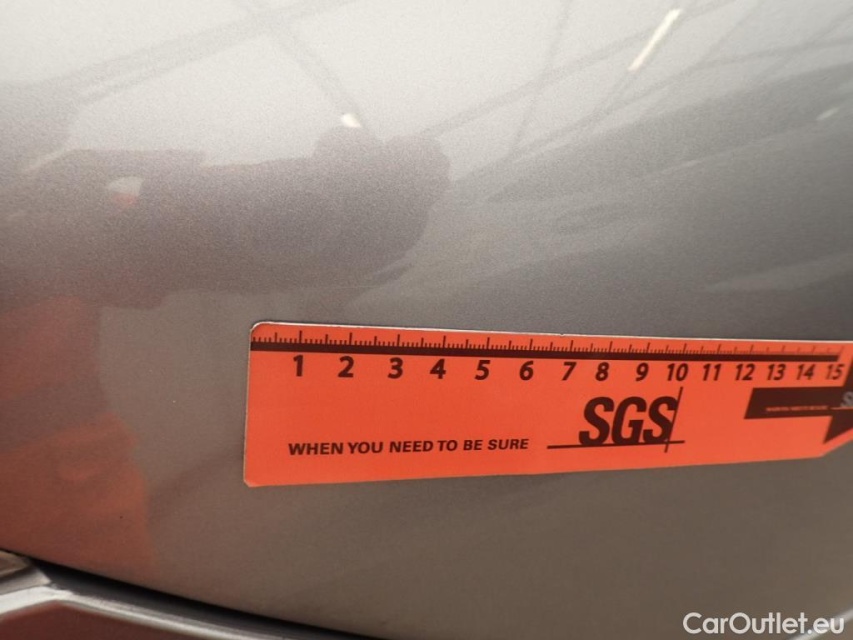 1 2 3 4 5 6 7 8 9 10 11 12 13 14 15
WHEN YOU NEED TO BE SURE SGS
CarOutlet.eu